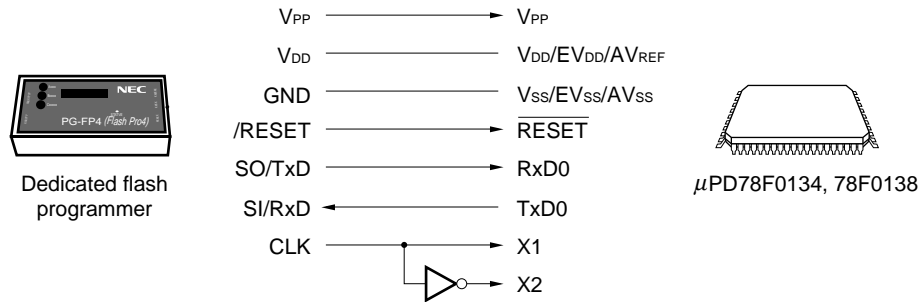 VPP VPP
VDD VDD/EVDD/AVREF
GND VSS/EVSS/AVSS
/RESET RESET
SO/TxD RxD0
SI/RxD TxD0
CLK X1
X2
NEC
PG-FP4 (Flash Pro4)
Dedicated flash
programmer
μPD78F0134, 78F0138